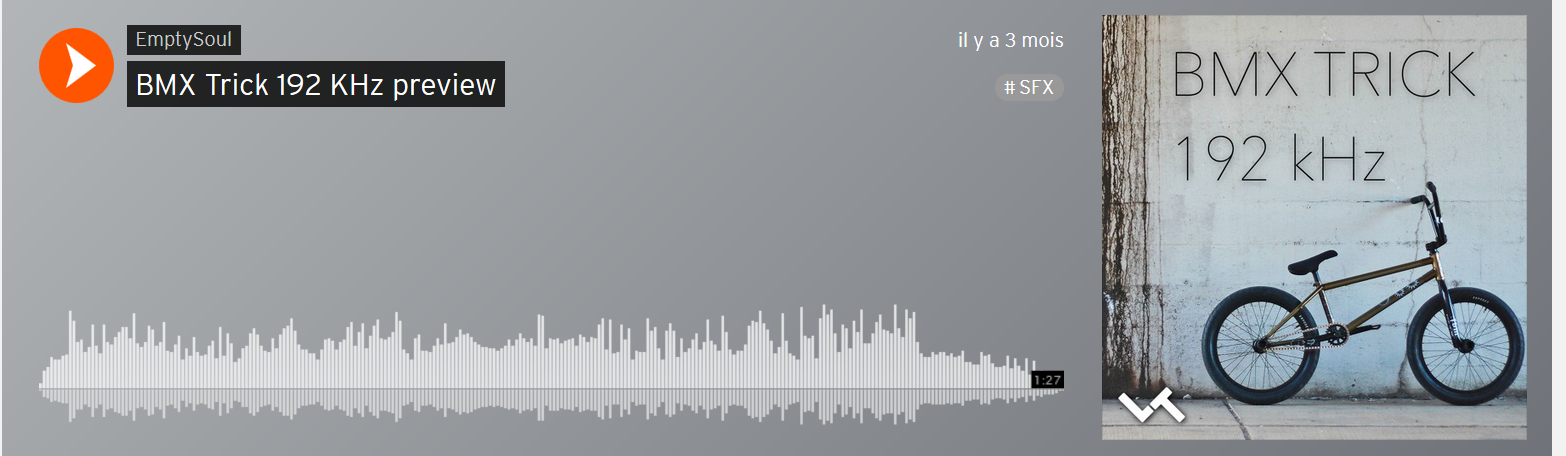 EmptySoul
BMX Trick 192 KHz preview
il y a 3 mois
# SFX
1:27
BMX TRICK
192 kHz